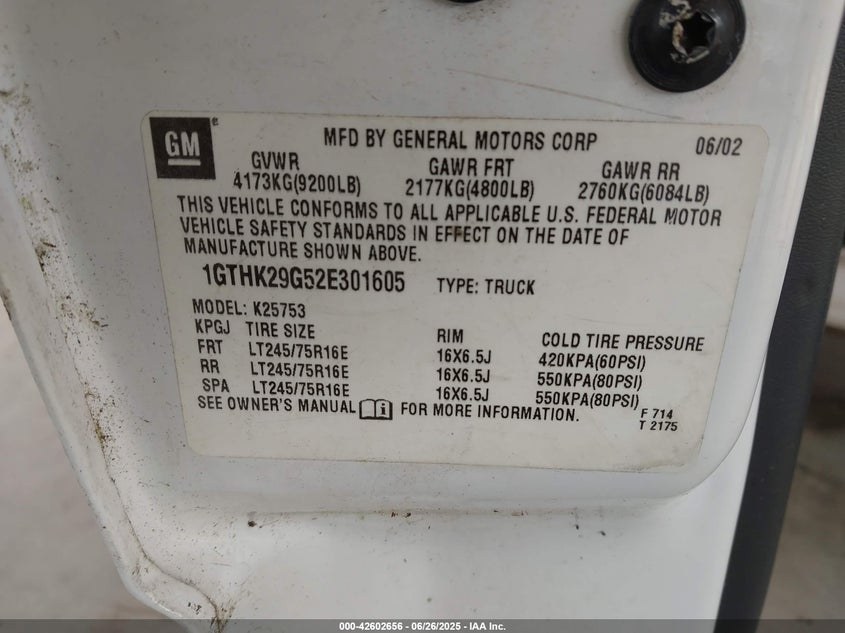 GM
MFD BY GENERAL MOTORS CORP 06/02
GVWR GAWR FRT GAWR RR
4173KG(9200LB) 2177KG(4800LB) 2760KG(6084LB)
THIS VEHICLE CONFORMS TO ALL APPLICABLE U.S. FEDERAL MOTOR
VEHICLE SAFETY STANDARDS IN EFFECT ON THE DATE OF
MANUFACTURE SHOWN ABOVE.
1GTHK29G52E301605 TYPE: TRUCK
MODEL: K25753
KPGJ TIRE SIZE RIM COLD TIRE PRESSURE
FRT LT245/75R16E 16X6.5J 420KPA(60PSI)
RR LT245/75R16E 16X6.5J 550KPA(80PSI)
SPA LT245/75R16E 16X6.5J 550KPA(80PSI)
SEE OWNER'S MANUAL i FOR MORE INFORMATION.
F 714
T 2175
000-42602656 - 06/26/2025 - IAA Inc.